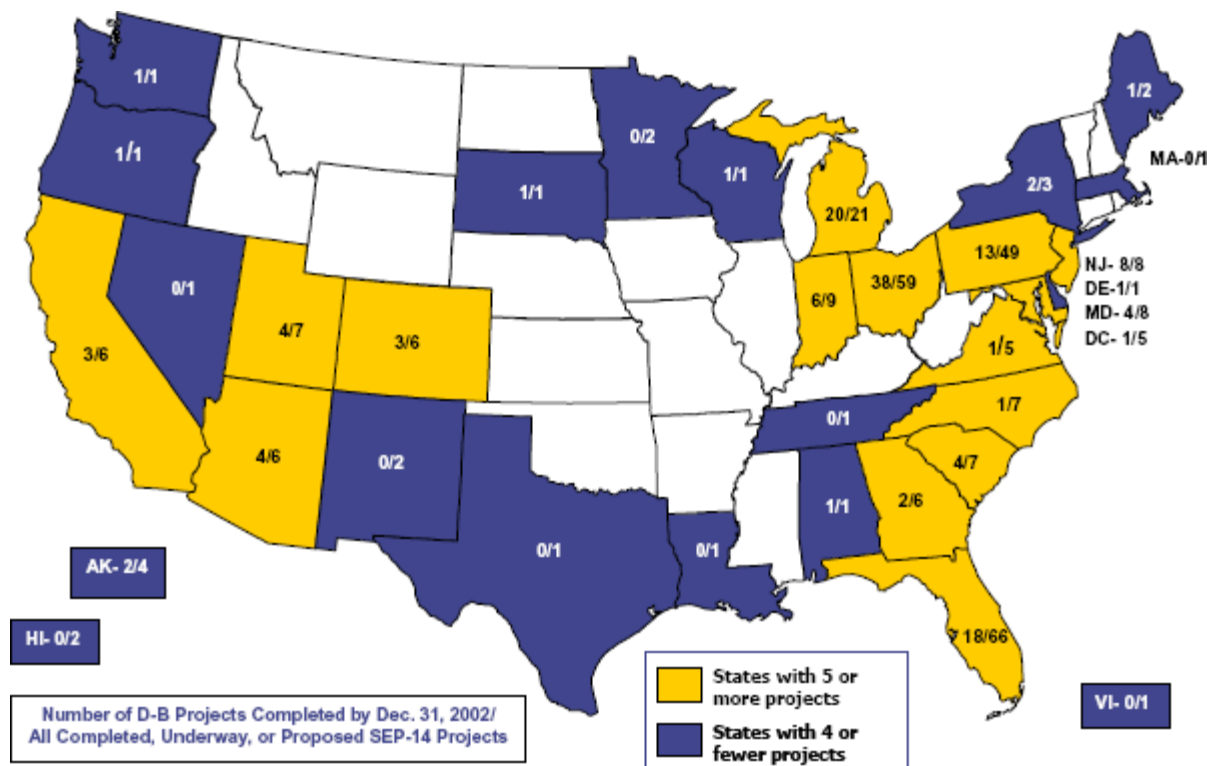 1/1
1/2
0/2
1/1
MA-0/1
1/1
1/1
2/3
20/21
13/49
NJ- 8/8
DE-1/1
MD- 4/8
DC- 1/5
0/1
6/9
38/59
4/7
3/6
3/6
1/5
1/7
0/1
4/6
0/2
4/7
2/6
1/1
0/1
0/1
AK- 2/4
HI- 0/2
18/66
States with 5 or
more projects
States with 4 or
fewer projects
VI- 0/1
Number of D-B Projects Completed by Dec. 31, 2002/
All Completed, Underway, or Proposed SEP-14 Projects